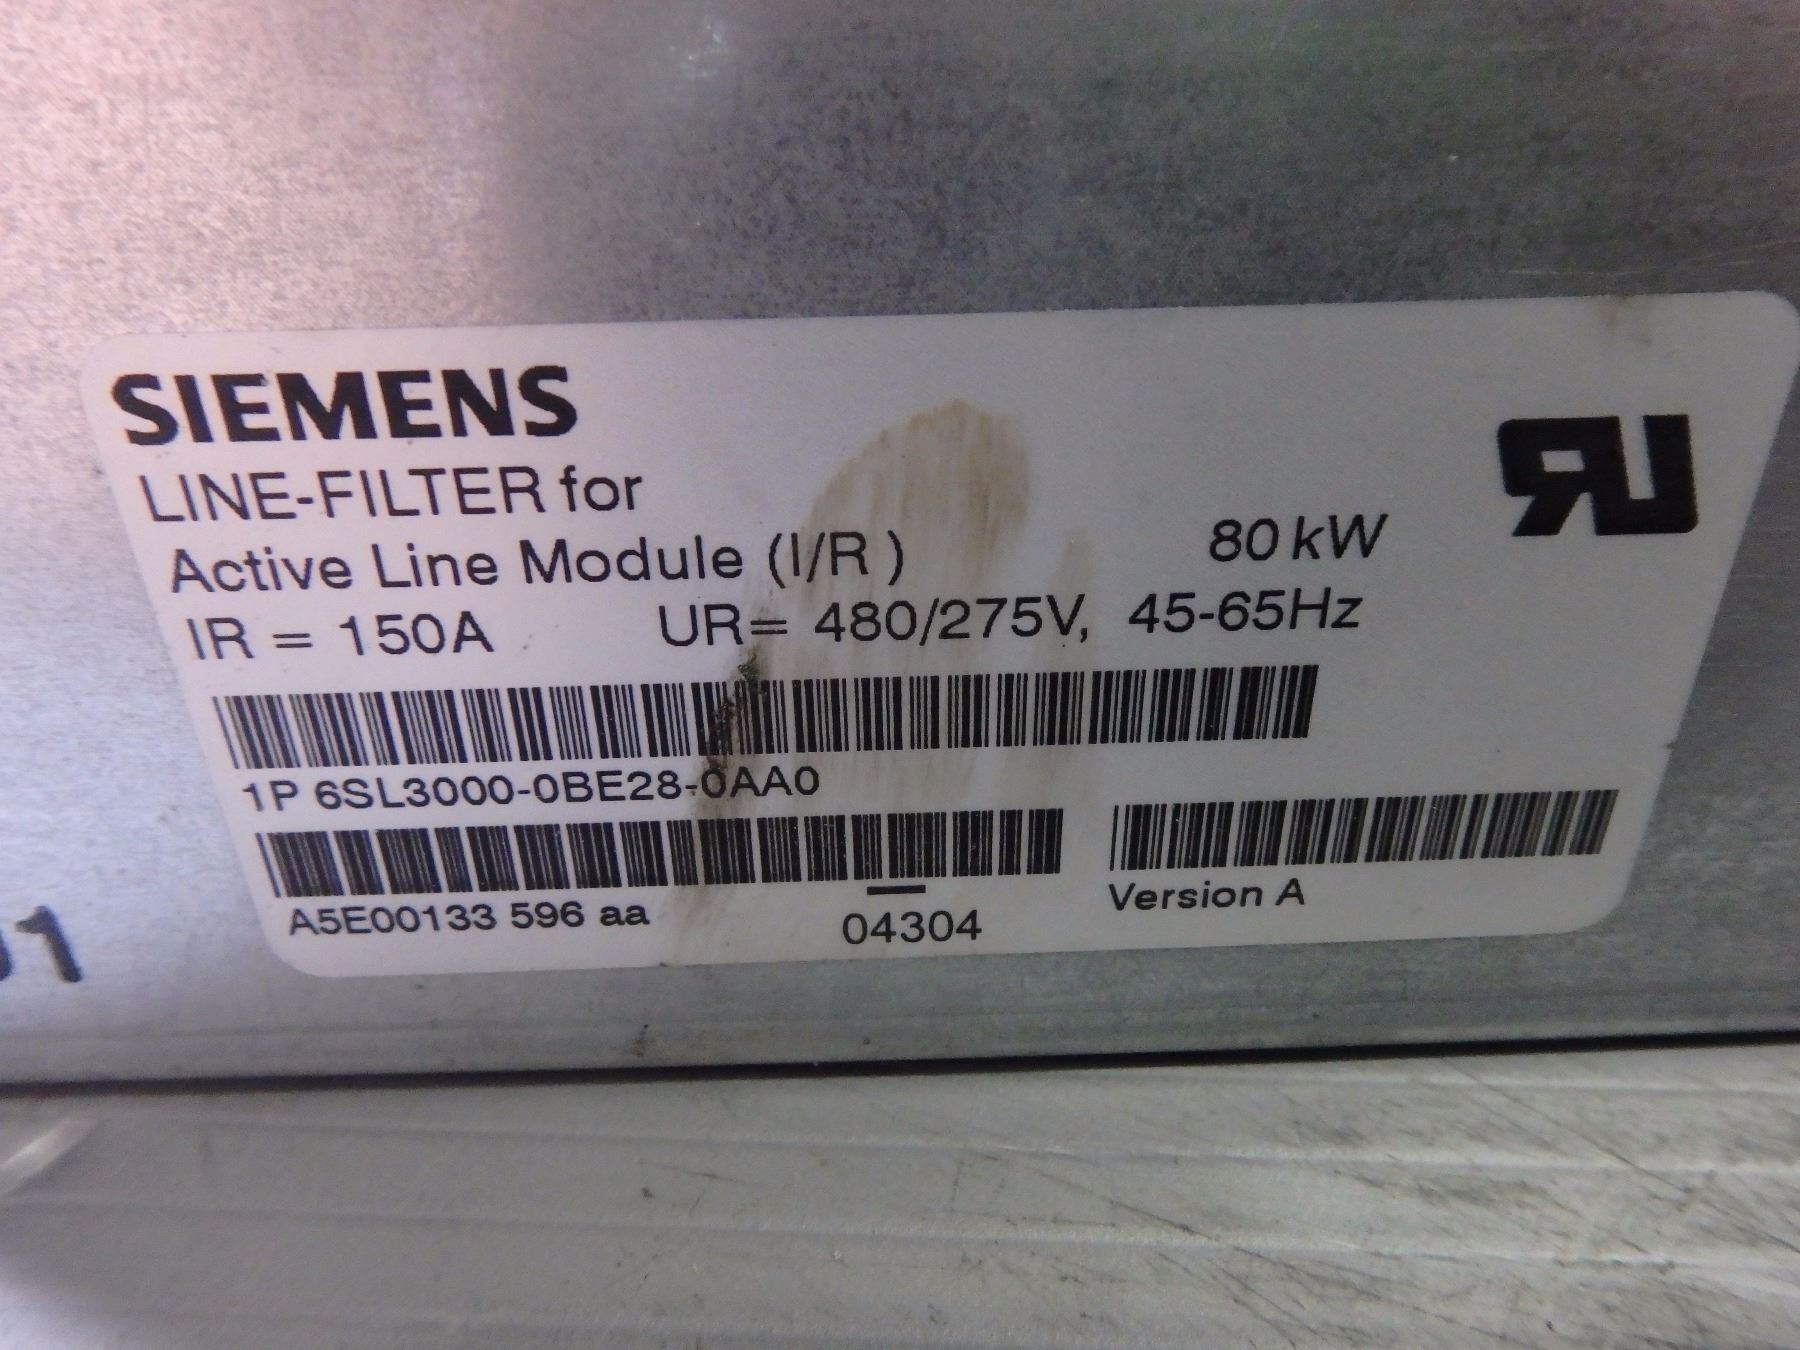 SIEMENS
LINE-FILTER for
Active Line Module (I/R ) 80 kW
IR = 150A UR= 480/275V, 45-65Hz
1P 6SL3000-0BE28-0AA0
A5E00133 596 aa 04304 Version A